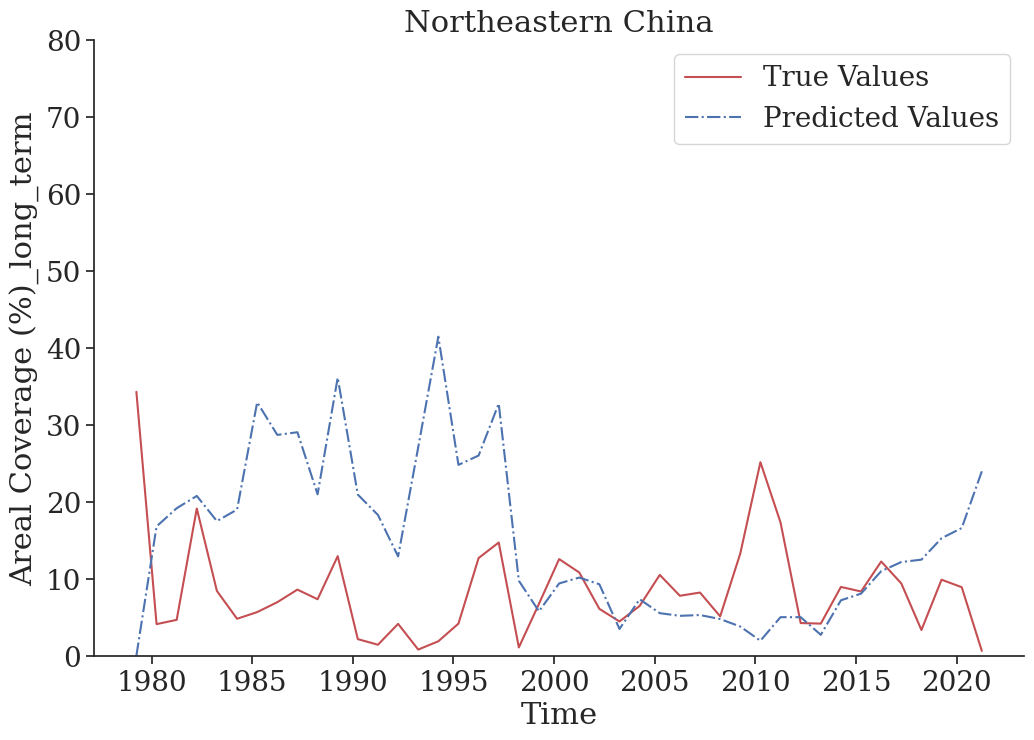 Northeastern China
True Values
Predicted Values
Areal Coverage (%)_long_term
80
70
60
50
40
30
20
10
0
1980 1985 1990 1995 2000 2005 2010 2015 2020
Time